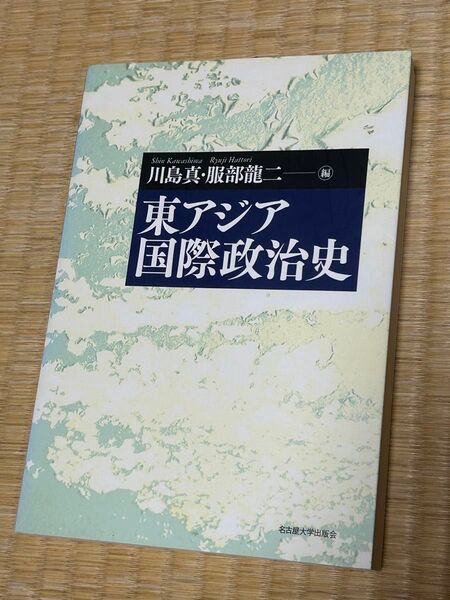 Shin Kawashima Ryuji Hattori
川島真・服部龍二――編
東アジア
国際政治史
名古屋大学出版会